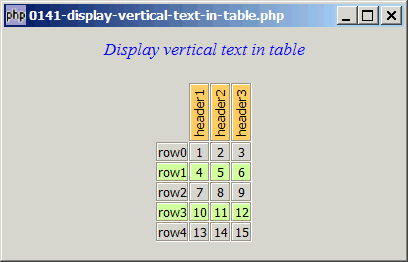 php 0141-display-vertical-text-in-table.php
Display vertical text in table
header1 header2 header3
row0 1 2 3
row1 4 5 6
row2 7 8 9
row3 10 11 12
row4 13 14 15